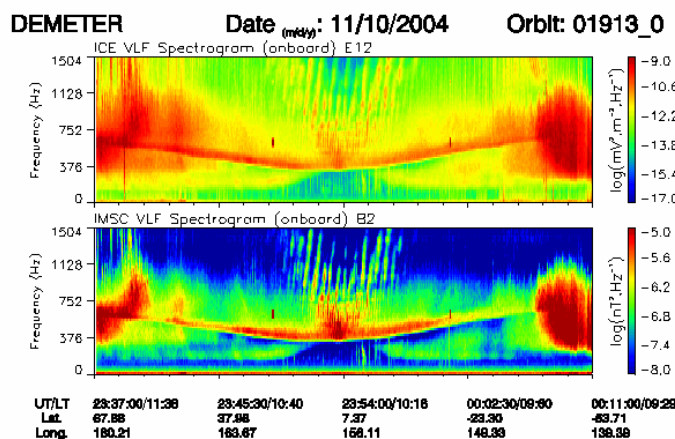 DEMETER Date (m/d/y): 11/10/2004 Orbit: 01913_0
ICE VLF Spectrogram (onboard) E12
1504
1128
752
376
0
Frequency (Hz)
-9.0
-10.6
-12.2
-13.8
-15.4
-17.0
log(mV².m⁻².Hz⁻¹)
IMSC VLF Spectrogram (onboard) B2
1504
1128
752
376
0
Frequency (Hz)
-5.0
-5.6
-6.2
-6.8
-7.4
-8.0
log(nT².Hz⁻¹)
UT/LT 23:37:00/11:36 23:45:30/10:40 23:54:00/10:16 00:02:30/09:60 00:11:00/09:29
Lat. 67.88 37.98 7.37 -23.30 -63.71
Long. 180.21 163.67 156.11 149.33 139.39